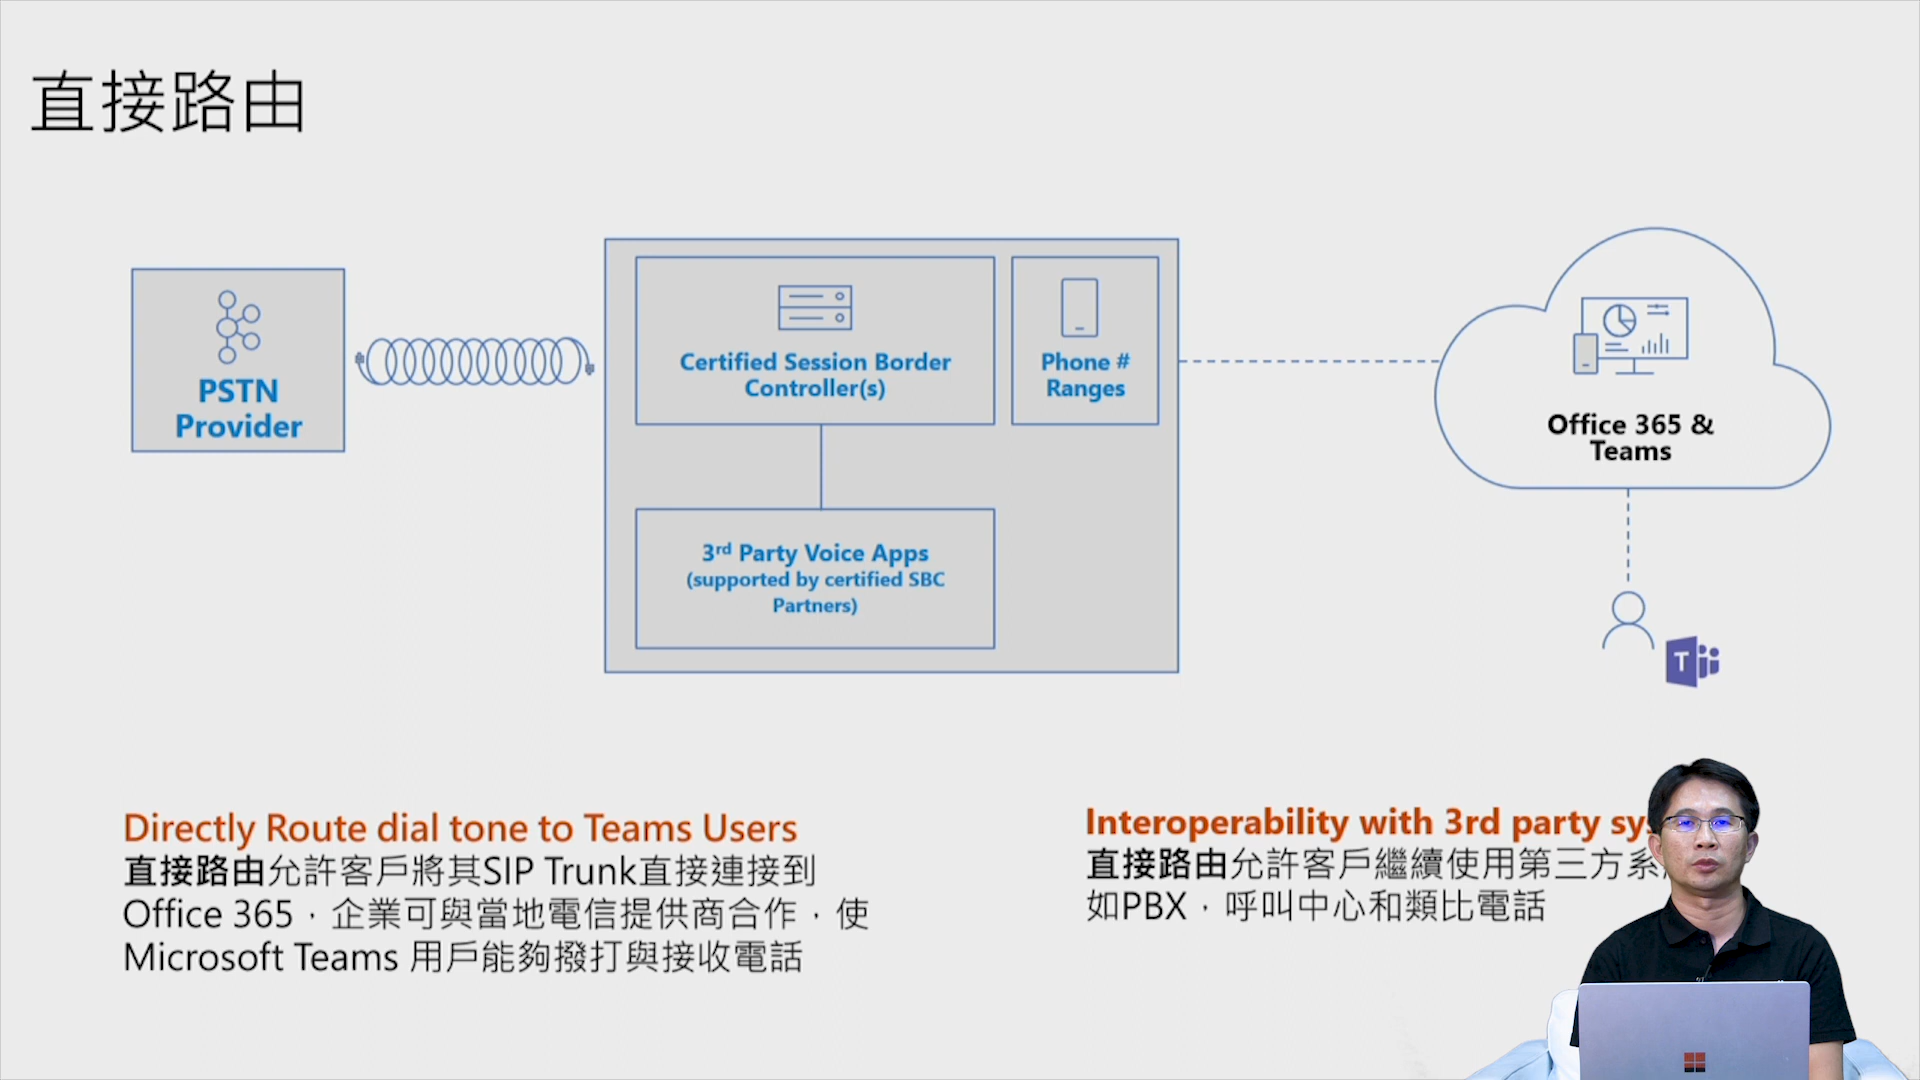 直接路由
PSTN
Provider
Certified Session Border
Controller(s)
Phone #
Ranges
3rd Party Voice Apps
(supported by certified SBC
Partners)
Office 365 &
Teams
T
Directly Route dial tone to Teams Users
直接路由允許客戶將其SIP Trunk直接連接到
Office 365，企業可與當地電信提供商合作，使
Microsoft Teams 用戶能夠撥打與接收電話
Interoperability with 3rd party
直接路由允許客戶繼續使用第三方系
如PBX，呼叫中心和類比電話